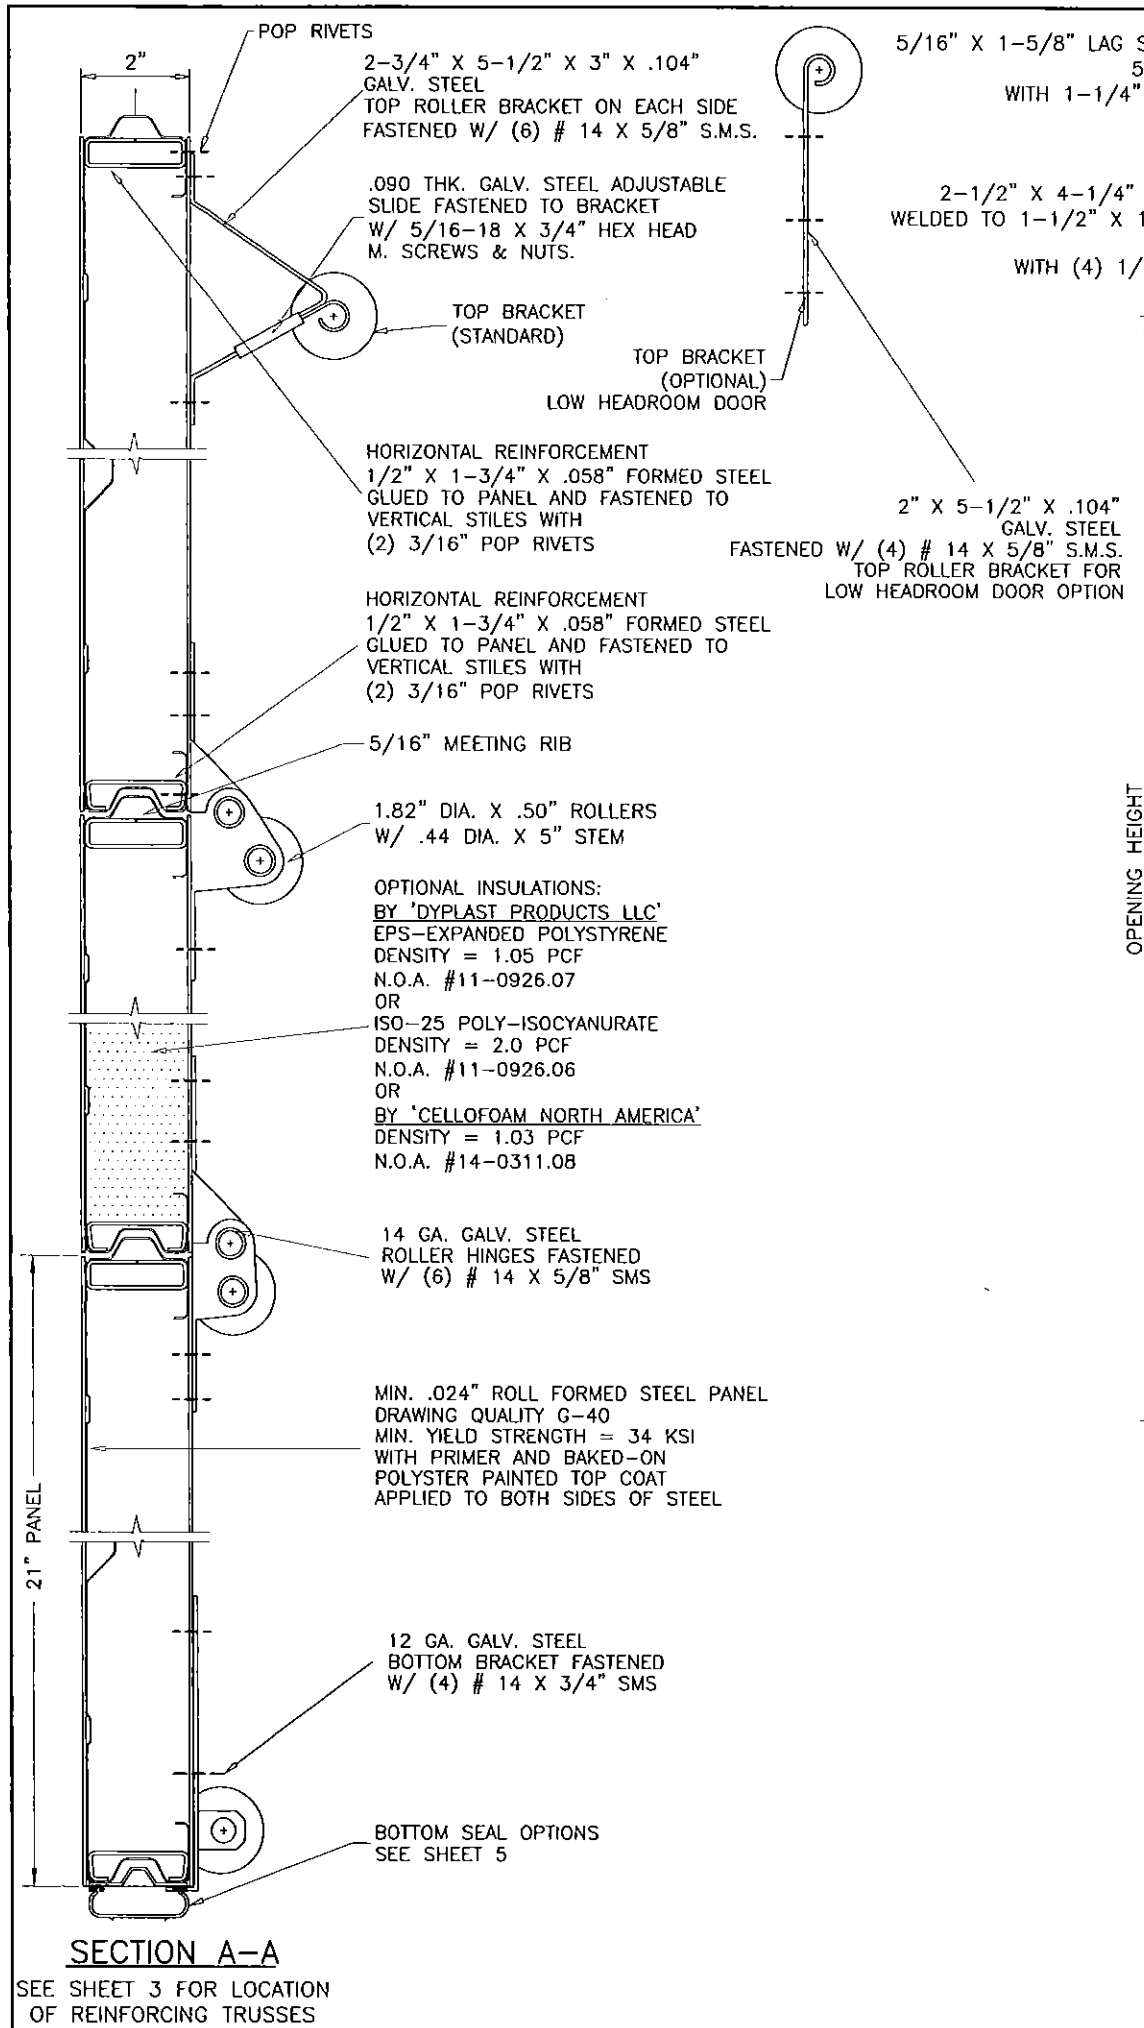 POP RIVETS
2"
2-3/4" X 5-1/2" X 3" X .104"
GALV. STEEL
TOP ROLLER BRACKET ON EACH SIDE
FASTENED W/ (6) # 14 X 5/8" S.M.S.
.090 THK. GALV. STEEL ADJUSTABLE
SLIDE FASTENED TO BRACKET
W/ 5/16-18 X 3/4" HEX HEAD
M. SCREWS & NUTS.
TOP BRACKET
(STANDARD)
5/16" X 1-5/8" LAG S
5
WITH 1-1/4"
2-1/2" X 4-1/4"
WELDED TO 1-1/2" X 1
WITH (4) 1/
TOP BRACKET
(OPTIONAL)
LOW HEADROOM DOOR
HORIZONTAL REINFORCEMENT
1/2" X 1-3/4" X .058" FORMED STEEL
GLUED TO PANEL AND FASTENED TO
VERTICAL STILES WITH
(2) 3/16" POP RIVETS
2" X 5-1/2" X .104"
GALV. STEEL
FASTENED W/ (4) # 14 X 5/8" S.M.S.
TOP ROLLER BRACKET FOR
LOW HEADROOM DOOR OPTION
HORIZONTAL REINFORCEMENT
1/2" X 1-3/4" X .058" FORMED STEEL
GLUED TO PANEL AND FASTENED TO
VERTICAL STILES WITH
(2) 3/16" POP RIVETS
5/16" MEETING RIB
1.82" DIA. X .50" ROLLERS
W/ .44 DIA. X 5" STEM
OPENING HEIGHT
OPTIONAL INSULATIONS:
BY 'DYPLAST PRODUCTS LLC'
EPS-EXPANDED POLYSTYRENE
DENSITY = 1.05 PCF
N.O.A. #11-0926.07
OR
ISO-25 POLY-ISOCYANURATE
DENSITY = 2.0 PCF
N.O.A. #11-0926.06
OR
BY 'CELLOFOAM NORTH AMERICA'
DENSITY = 1.03 PCF
N.O.A. #14-0311.08
14 GA. GALV. STEEL
ROLLER HINGES FASTENED
W/ (6) # 14 X 5/8" SMS
MIN. .024" ROLL FORMED STEEL PANEL
DRAWING QUALITY G-40
MIN. YIELD STRENGTH = 34 KSI
WITH PRIMER AND BAKED-ON
POLYSTER PAINTED TOP COAT
APPLIED TO BOTH SIDES OF STEEL
21" PANEL
12 GA. GALV. STEEL
BOTTOM BRACKET FASTENED
W/ (4) # 14 X 3/4" SMS
BOTTOM SEAL OPTIONS
SEE SHEET 5
SECTION A-A
SEE SHEET 3 FOR LOCATION
OF REINFORCING TRUSSES